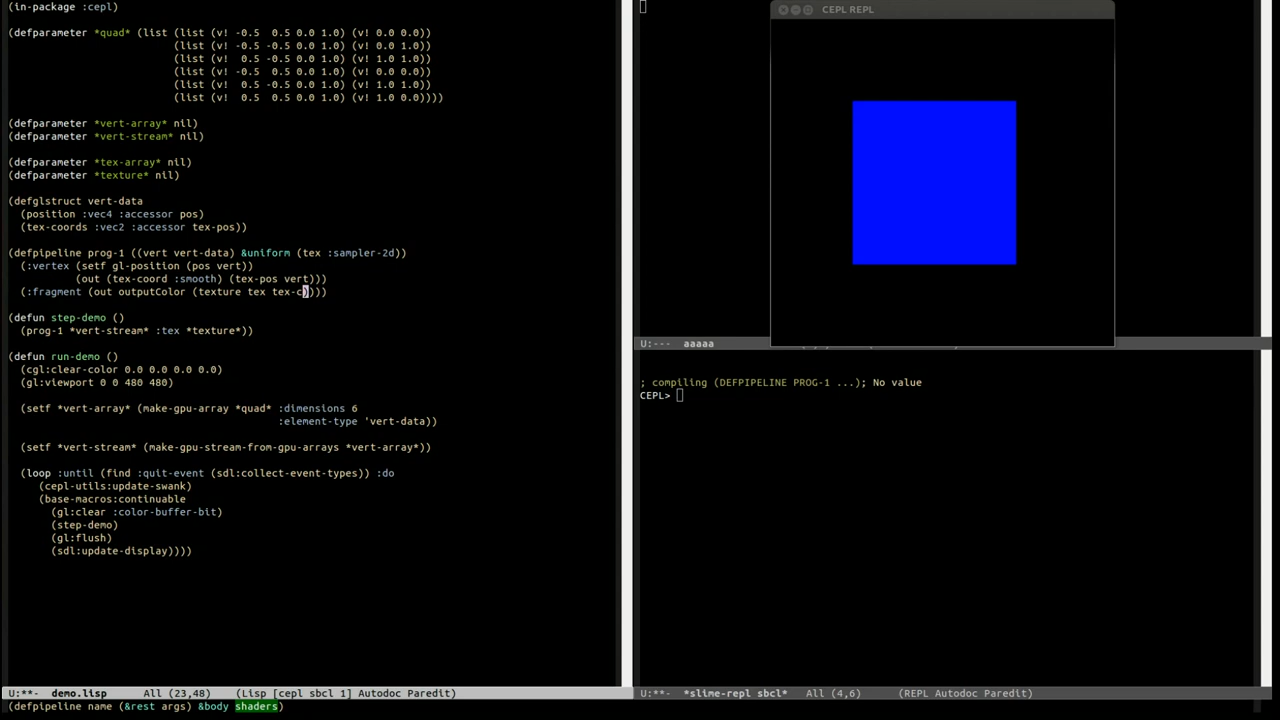 (in-package :cepl)
(defparameter *quad* (list (list (v! -0.5  0.5 0.0 1.0) (v! 0.0 0.0))
(list (v! -0.5 -0.5 0.0 1.0) (v! 0.0 1.0))
(list (v!  0.5 -0.5 0.0 1.0) (v! 1.0 1.0))
(list (v! -0.5  0.5 0.0 1.0) (v! 0.0 0.0))
(list (v!  0.5 -0.5 0.0 1.0) (v! 1.0 1.0))
(list (v!  0.5  0.5 0.0 1.0) (v! 1.0 0.0))))
(defparameter *vert-array* nil)
(defparameter *vert-stream* nil)
(defparameter *tex-array* nil)
(defparameter *texture* nil)
(defglstruct vert-data
(position :vec4 :accessor pos)
(tex-coords :vec2 :accessor tex-pos))
(defpipeline prog-1 ((vert vert-data) &uniform (tex :sampler-2d))
(:vertex (setf gl-position (pos vert))
(out (tex-coord :smooth) (tex-pos vert)))
(:fragment (out outputColor (texture tex tex-c))))
(defun step-demo ()
(prog-1 *vert-stream* :tex *texture*))
(defun run-demo ()
(cgl:clear-color 0.0 0.0 0.0 0.0)
(gl:viewport 0 0 480 480)
(setf *vert-array* (make-gpu-array *quad* :dimensions 6
:element-type 'vert-data))
(setf *vert-stream* (make-gpu-stream-from-gpu-arrays *vert-array*))
(loop :until (find :quit-event (sdl:collect-event-types)) :do
(cepl-utils:update-swank)
(base-macros:continuable
(gl:clear :color-buffer-bit)
(step-demo)
(gl:flush)
(sdl:update-display))))
U:**-  demo.lisp      All (23,48)    (Lisp [cepl sbcl 1] Autodoc Paredit)
(defpipeline name (&rest args) &body shaders)
CEPL REPL
U:---  aaaaa
; compiling (DEFPIPELINE PROG-1 ...); No value
CEPL>
U:**-  *slime-repl sbcl*   All (4,6)      (REPL Autodoc Paredit)